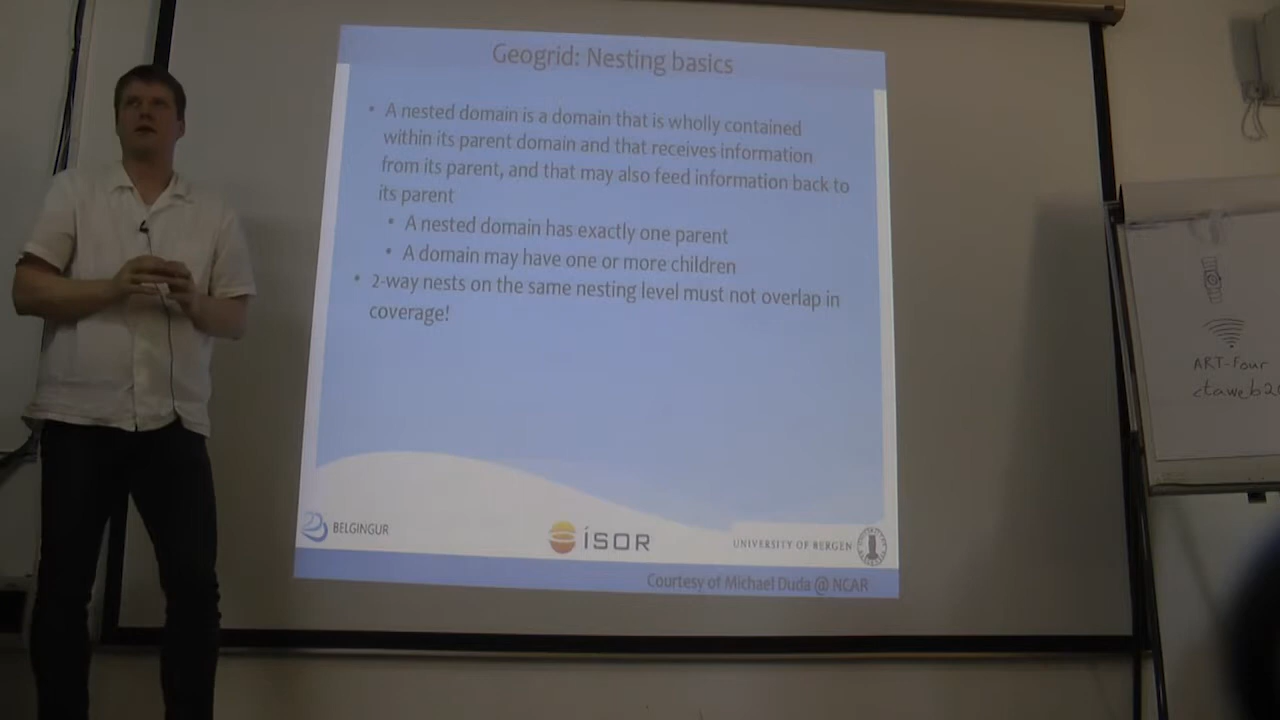 Geogrid: Nesting basics
• A nested domain is a domain that is wholly contained
within its parent domain and that receives information
from its parent, and that may also feed information back to
its parent
• A nested domain has exactly one parent
• A domain may have one or more children
• 2-way nests on the same nesting level must not overlap in
coverage!
BELGINGUR
ÍSOR
UNIVERSITY OF BERGEN
Courtesy of Michael Duda @ NCAR
ART-four
ctaweb2